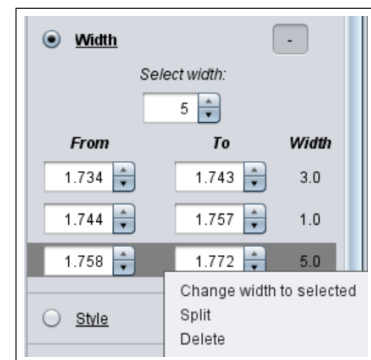 Width -
Select width:
5
From To Width
1.734 1.743 3.0
1.744 1.757 1.0
1.758 1.772 5.0
Change width to selected
Style Split
Delete